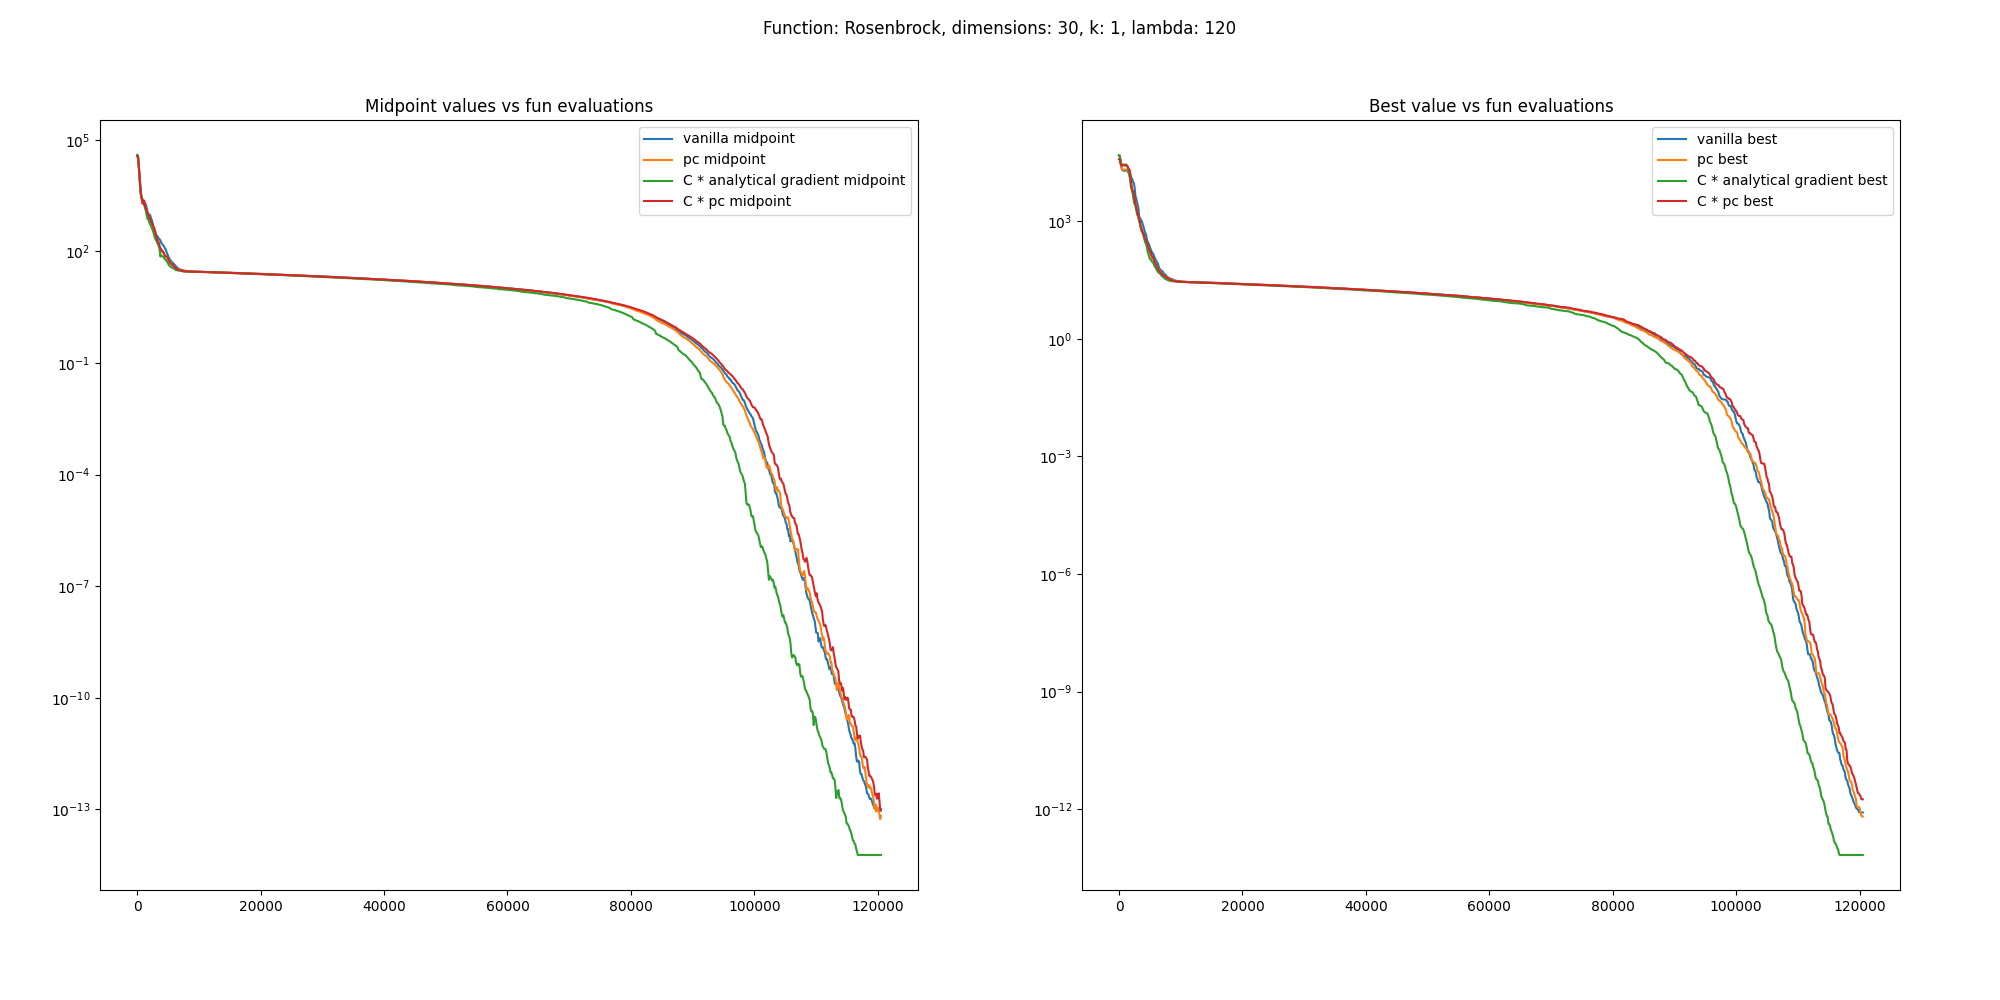 Function: Rosenbrock, dimensions: 30, k: 1, lambda: 120
Midpoint values vs fun evaluations
vanilla midpoint
pc midpoint
C * analytical gradient midpoint
C * pc midpoint
10^5
10^2
10^−1
10^−4
10^−7
10^−10
10^−13
0 20000 40000 60000 80000 100000 120000
Best value vs fun evaluations
vanilla best
pc best
C * analytical gradient best
C * pc best
10^3
10^0
10^−3
10^−6
10^−9
10^−12
0 20000 40000 60000 80000 100000 120000